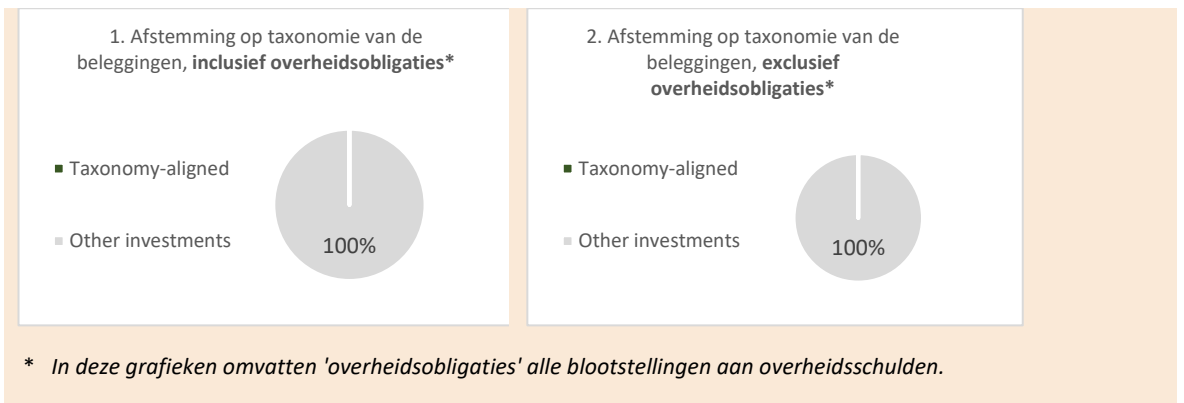 1. Afstemming op taxonomie van de
beleggingen, inclusief overheidsobligaties*
Taxonomy-aligned
Other investments
100%
2. Afstemming op taxonomie van de
beleggingen, exclusief
overheidsobligaties*
Taxonomy-aligned
Other investments
100%
* In deze grafieken omvatten 'overheidsobligaties' alle blootstellingen aan overheidsschulden.